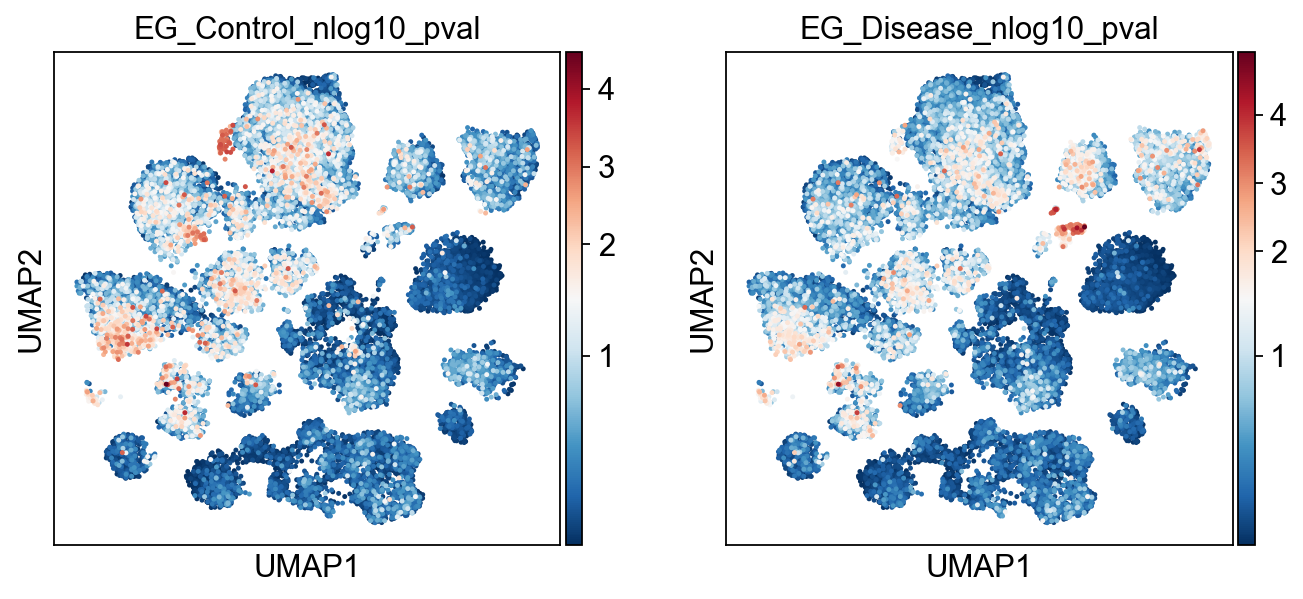 EG_Control_nlog10_pval
EG_Disease_nlog10_pval
4
3
2
1
4
3
2
1
UMAP2
UMAP2
UMAP1
UMAP1